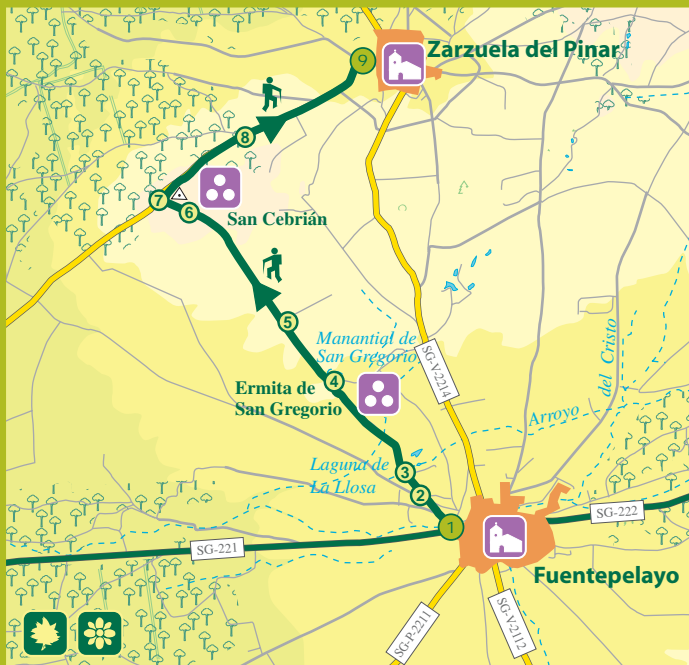 9
Zarzuela del Pinar
8
7
6
San Cebrián
5
Manantial de
San Gregorio
4
Ermita de
San Gregorio
SG-V-2214
del Cristo
Arroyo
Laguna de
La Llosa
3
2
1
SG-222
SG-221
Fuentepelayo
SG-P-2211
SG-V-2112